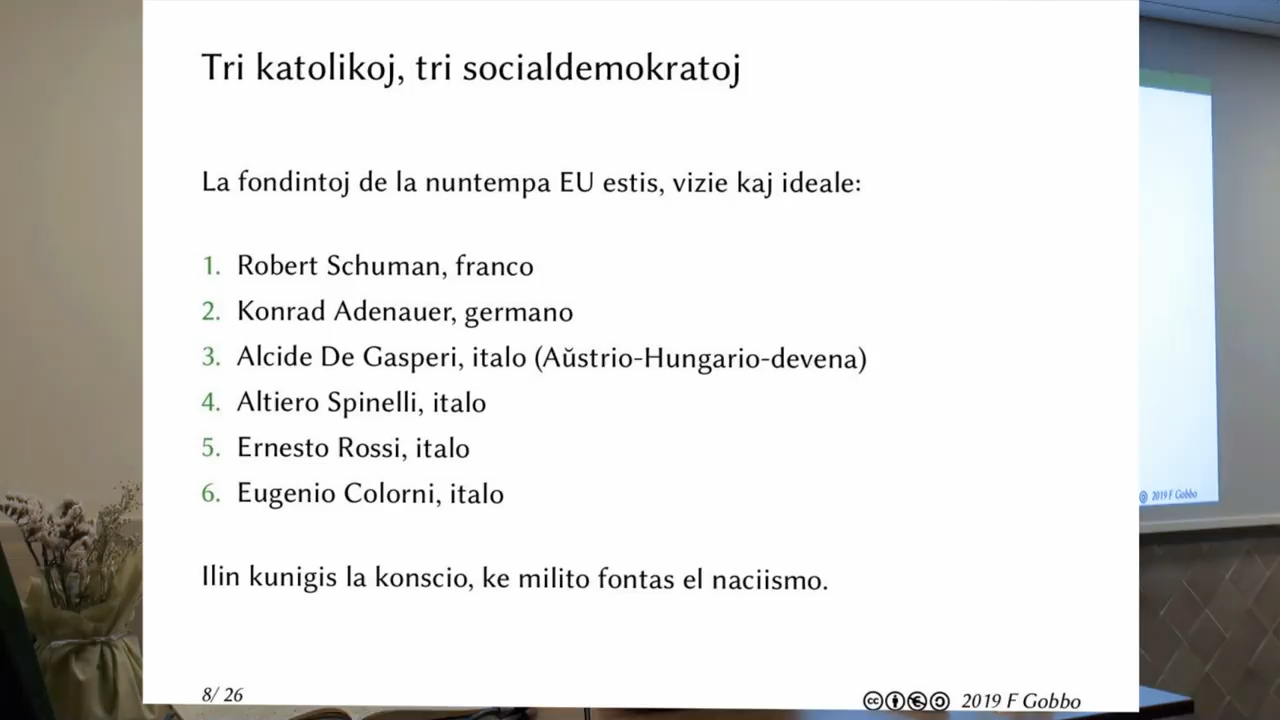 Tri katolikoj, tri socialdemokratoj
La fondintoj de la nuntempa EU estis, vizie kaj ideale:
1. Robert Schuman, franco
2. Konrad Adenauer, germano
3. Alcide De Gasperi, italo (Aŭstrio-Hungario-devena)
4. Altiero Spinelli, italo
5. Ernesto Rossi, italo
6. Eugenio Colorni, italo
Ilin kunigis la konscio, ke milito fontas el naciismo.
8/ 26
2019 F Gobbo
2019 F Gobbo